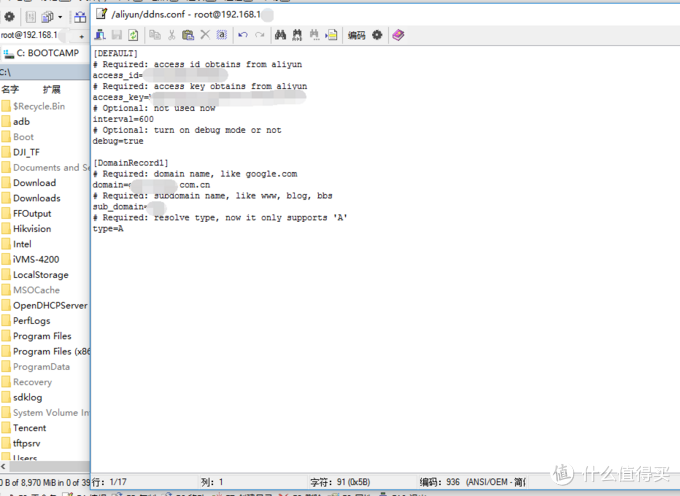 /aliyun/ddns.conf - root@192.168.1
编码
root@192.168.1
C: BOOTCAMP
C:\
名字 扩展
$Recycle.Bin
adb
Boot
DJI_TF
Documents and Se
Download
Downloads
FFOutput
Hikvision
Intel
iVMS-4200
LocalStorage
MSOCache
OpenDHCPServer
PerfLogs
Program Files
Program Files (x86
ProgramData
Recovery
sdklog
System Volume In
Tencent
tftpsrv
Users
0 B of 8,970 MiB in 0 of 39
[DEFAULT]
# Required: access id obtains from aliyun
access_id=
# Required: access key obtains from aliyun
access_key=
# Optional: not used now
interval=600
# Optional: turn on debug mode or not
debug=true
[DomainRecord1]
# Required: domain name, like google.com
domain= com.cn
# Required: subdomain name, like www, blog, bbs
sub_domain=
# Required: resolve type, now it only supports 'A'
type=A
行: 1/17 列: 1 字符: 91 (0x5B) 编码: 936 (ANSI/OEM - 简
值 什么值得买